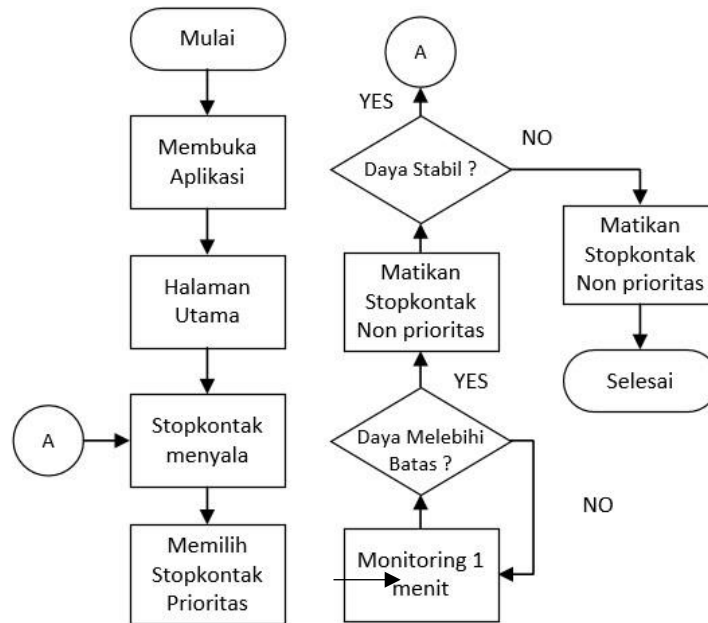 Mulai
Membuka
Aplikasi
Halaman
Utama
A
Stopkontak
menyala
Memilih
Stopkontak
Prioritas
Monitoring 1
menit
Daya Melebihi
Batas ?
NO
YES
Matikan
Stopkontak
Non prioritas
Daya Stabil ?
YES
A
NO
Matikan
Stopkontak
Non prioritas
Selesai